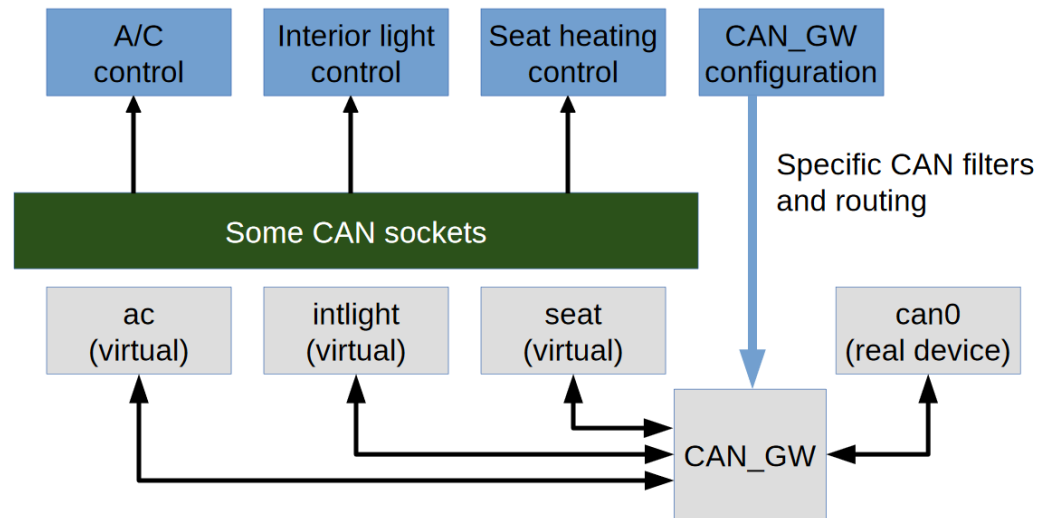 A/C
control
Interior light
control
Seat heating
control
CAN_GW
configuration
Specific CAN filters
and routing
Some CAN sockets
ac
(virtual)
intlight
(virtual)
seat
(virtual)
can0
(real device)
CAN_GW